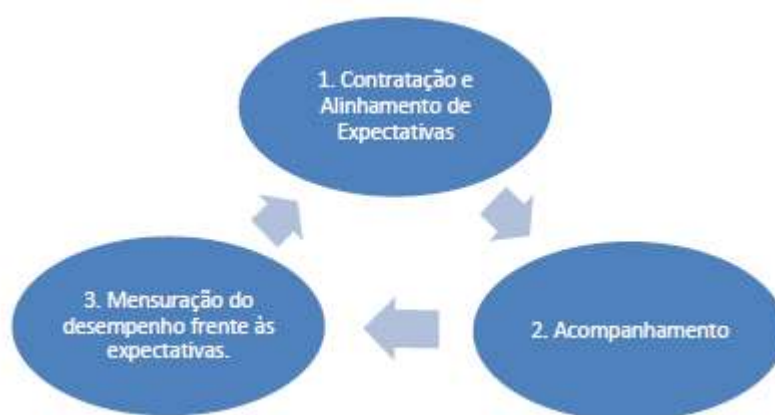 1. Contratação e
Alinhamento de
Expectativas
2. Acompanhamento
3. Mensuração do
desempenho frente às
expectativas.